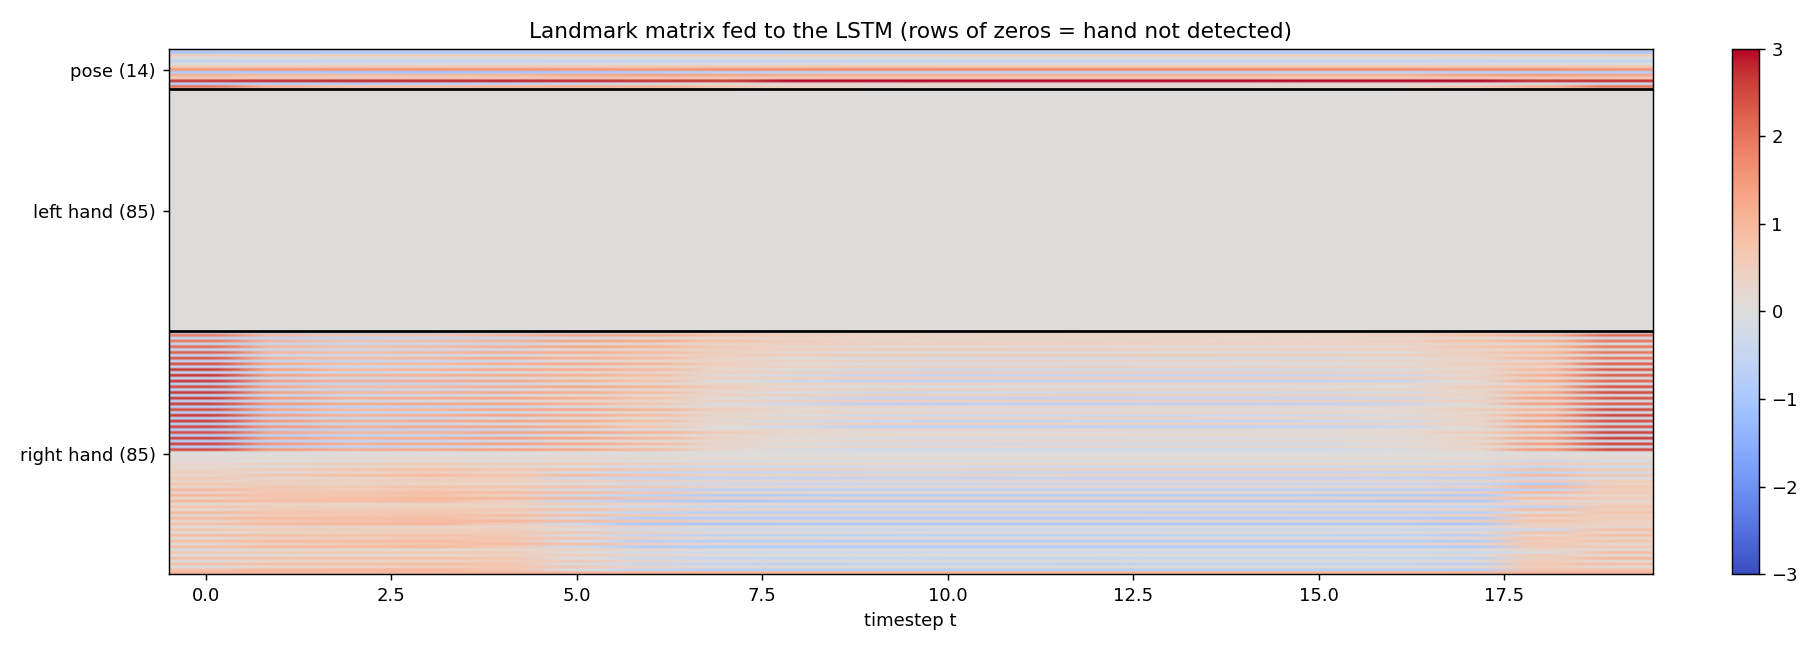 Landmark matrix fed to the LSTM (rows of zeros = hand not detected)
pose (14)
left hand (85)
right hand (85)
0.0 2.5 5.0 7.5 10.0 12.5 15.0 17.5
timestep t
3
2
1
0
−1
−2
−3